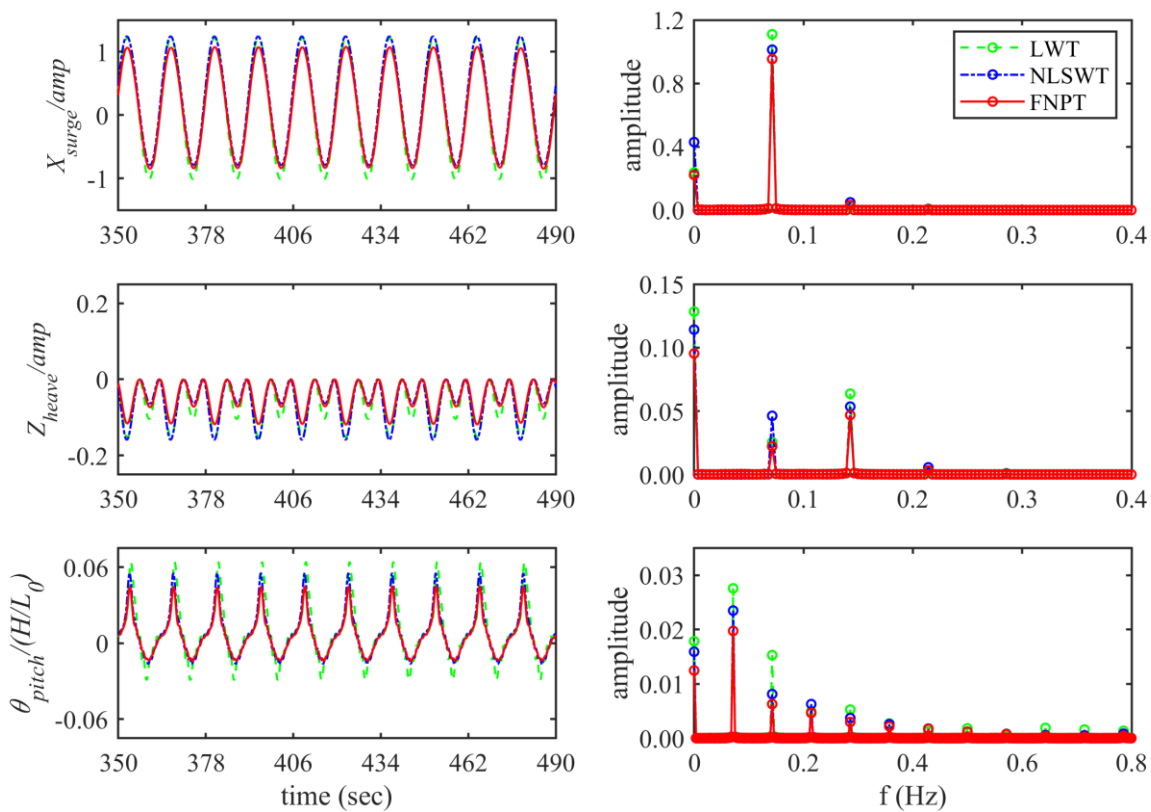 X_surge/amp
1
0
-1
350 378 406 434 462 490
amplitude
1.2
0.8
0.4
0.0
0 0.1 0.2 0.3 0.4
LWT
NLSWT
FNPT
Z_heave/amp
0.2
0
-0.2
350 378 406 434 462 490
amplitude
0.15
0.10
0.05
0.00
0 0.1 0.2 0.3 0.4
θ_pitch/(H/L_0)
0.06
0
-0.06
350 378 406 434 462 490
time (sec)
amplitude
0.03
0.02
0.01
0.00
0 0.2 0.4 0.6 0.8
f (Hz)